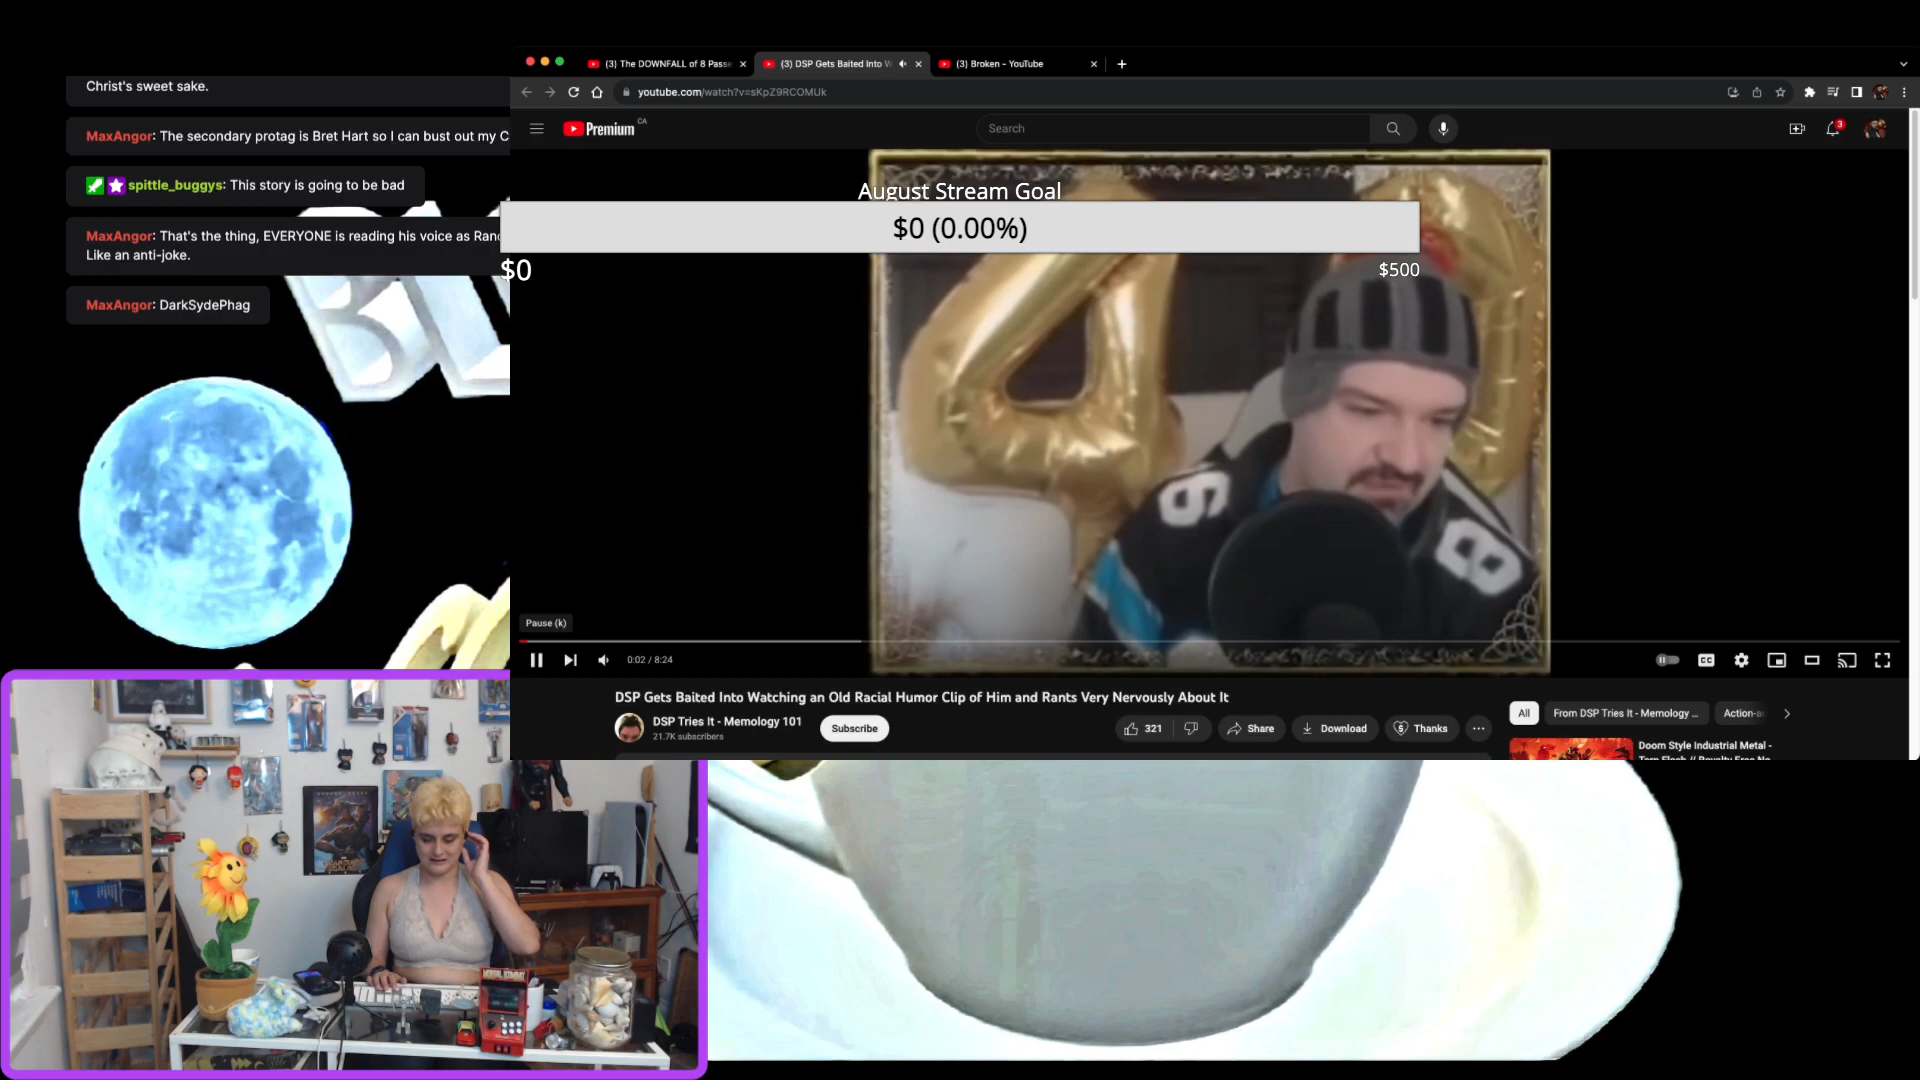 Christ's sweet sake.
MaxAngor: The secondary protag is Bret Hart so I can bust out my C
spittle_buggys: This story is going to be bad
MaxAngor: That's the thing, EVERYONE is reading his voice as Ran
Like an anti-joke.
MaxAngor: DarkSydePhag
(3) The DOWNFALL of 8 Passe
(3) DSP Gets Baited Into W
(3) Broken - YouTube
youtube.com/watch?v=sKpZ9RCOMUk
Premium CA
Search
3
August Stream Goal
$0 (0.00%)
$0
$500
Pause (k)
0:02 / 8:24
CC
DSP Gets Baited Into Watching an Old Racial Humor Clip of Him and Rants Very Nervously About It
DSP Tries It - Memology 101
21.7K subscribers
Subscribe
321
Share
Download
Thanks
All
From DSP Tries It - Memology ...
Action-a
Doom Style Industrial Metal -
MORTAL KOMBAT